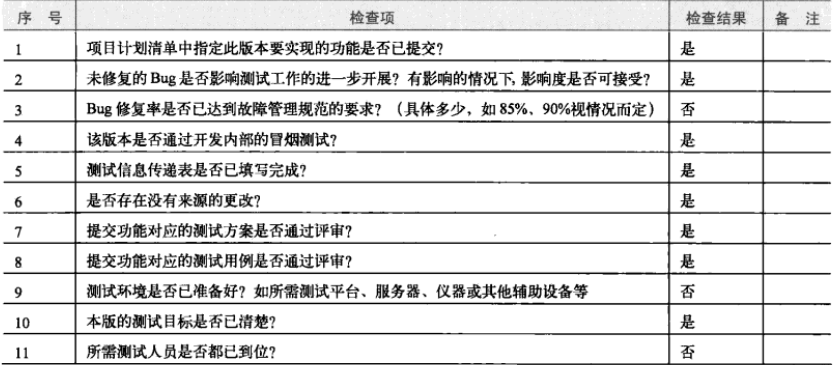 序 号 检查项 检查结果 备 注
1 项目计划清单中指定此版本要实现的功能是否已提交? 是
2 未修复的 Bug 是否影响测试工作的进一步开展? 有影响的情况下, 影响度是否可接受? 是
3 Bug 修复率是否已达到故障管理规范的要求? (具体多少, 如 85%、90%视情况而定) 否
4 该版本是否通过开发内部的冒烟测试? 是
5 测试信息传递表是否已填写完成? 是
6 是否存在没有来源的更改? 是
7 提交功能对应的测试方案是否通过评审? 是
8 提交功能对应的测试用例是否通过评审? 是
9 测试环境是否已准备好? 如所需测试平台、服务器、仪器或其他辅助设备等 否
10 本版的测试目标是否已清楚? 是
11 所需测试人员是否都已到位? 否